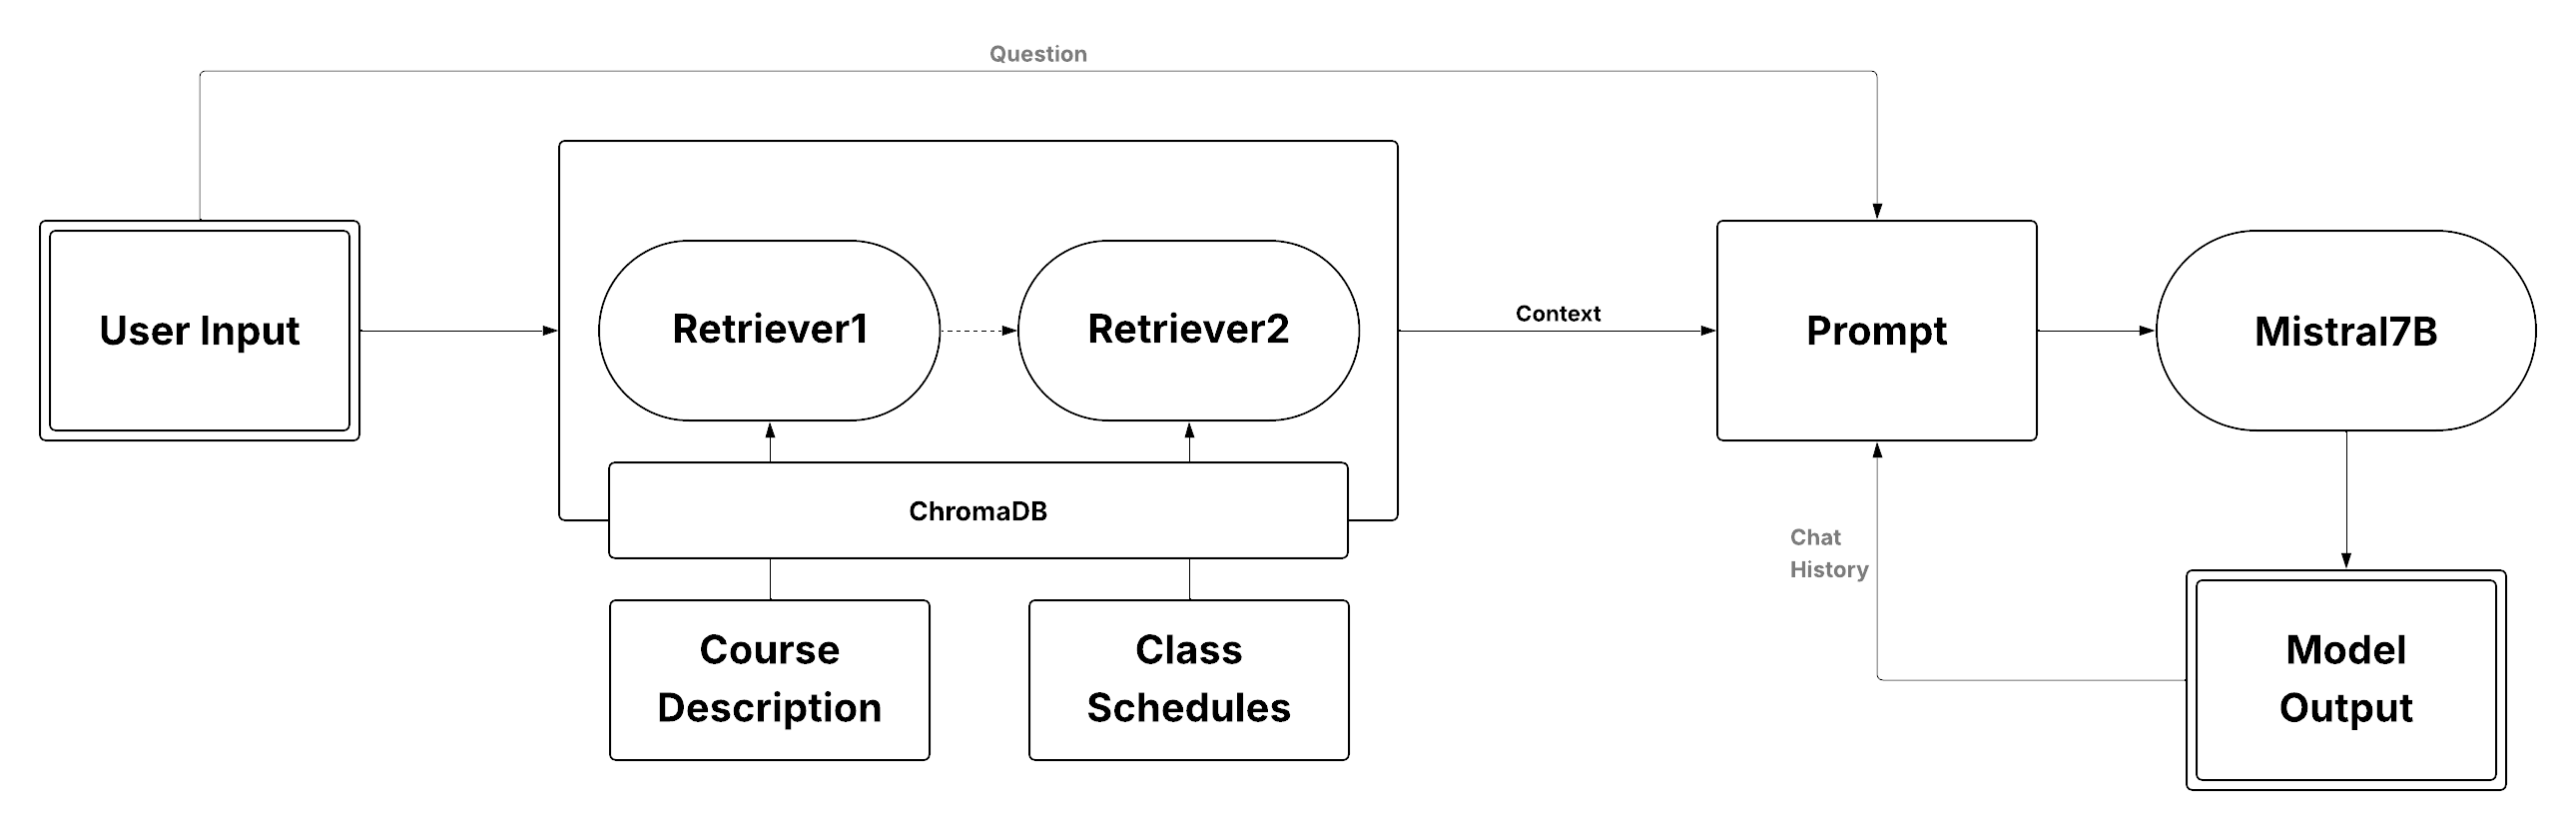 Question
User Input
Retriever1
Retriever2
Context
Prompt
Mistral7B
ChromaDB
Chat
History
Course
Description
Class
Schedules
Model
Output